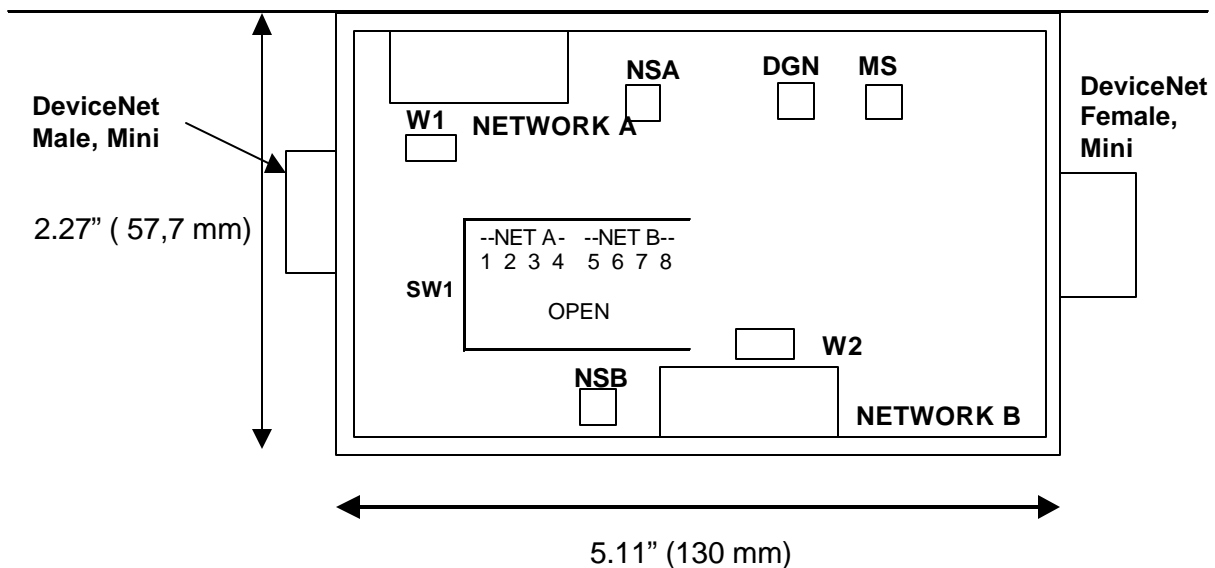 NSA
DGN
MS
DeviceNet
Male, Mini
DeviceNet
Female,
Mini
W1
NETWORK A
2.27” ( 57,7 mm)
--NET A- --NET B--
1 2 3 4 5 6 7 8
SW1
OPEN
W2
NSB
NETWORK B
5.11” (130 mm)